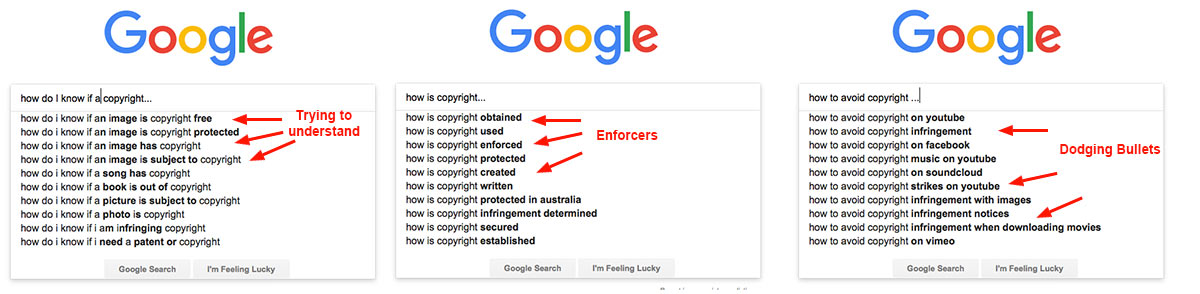 Google
how do I know if a copyright...
how do i know if an image is copyright free
how do i know if an image is copyright protected
how do i know if an image has copyright
how do i know if an image is subject to copyright
how do i know if a song has copyright
how do i know if a book is out of copyright
how do i know if a picture is subject to copyright
how do i know if a photo is copyright
how do i know if i am infringing copyright
how do i know if i need a patent or copyright
Trying to
understand
Google Search
I'm Feeling Lucky
Google
how is copyright...
how is copyright obtained
how is copyright used
how is copyright enforced
how is copyright protected
how is copyright created
how is copyright written
how is copyright protected in australia
how is copyright infringement determined
how is copyright secured
how is copyright established
Enforcers
Google Search
I'm Feeling Lucky
Google
how to avoid copyright ...
how to avoid copyright on youtube
how to avoid copyright infringement
how to avoid copyright on facebook
how to avoid copyright music on youtube
how to avoid copyright on soundcloud
how to avoid copyright strikes on youtube
how to avoid copyright infringement with images
how to avoid copyright infringement notices
how to avoid copyright infringement when downloading movies
how to avoid copyright on vimeo
Dodging Bullets
Google Search
I'm Feeling Lucky